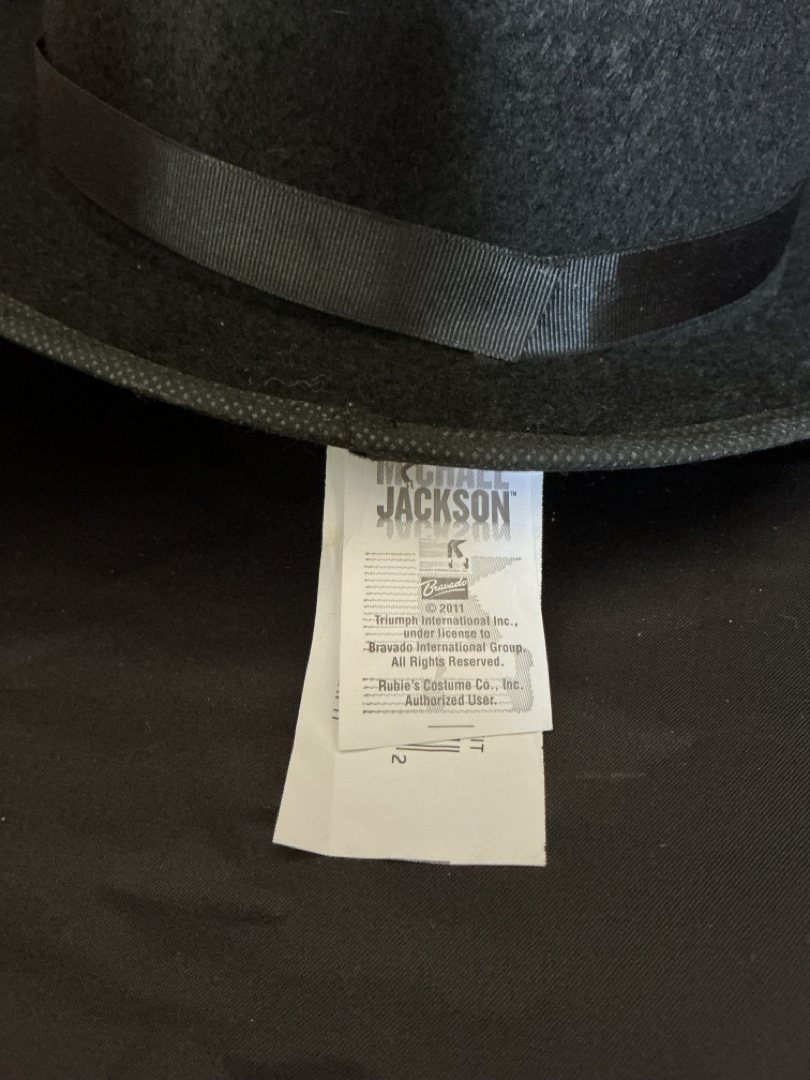 MICHAEL
JACKSON™
Bravado
© 2011
Triumph International Inc.,
under license to
Bravado International Group.
All Rights Reserved.
Rubie's Costume Co., Inc.
Authorized User.
2